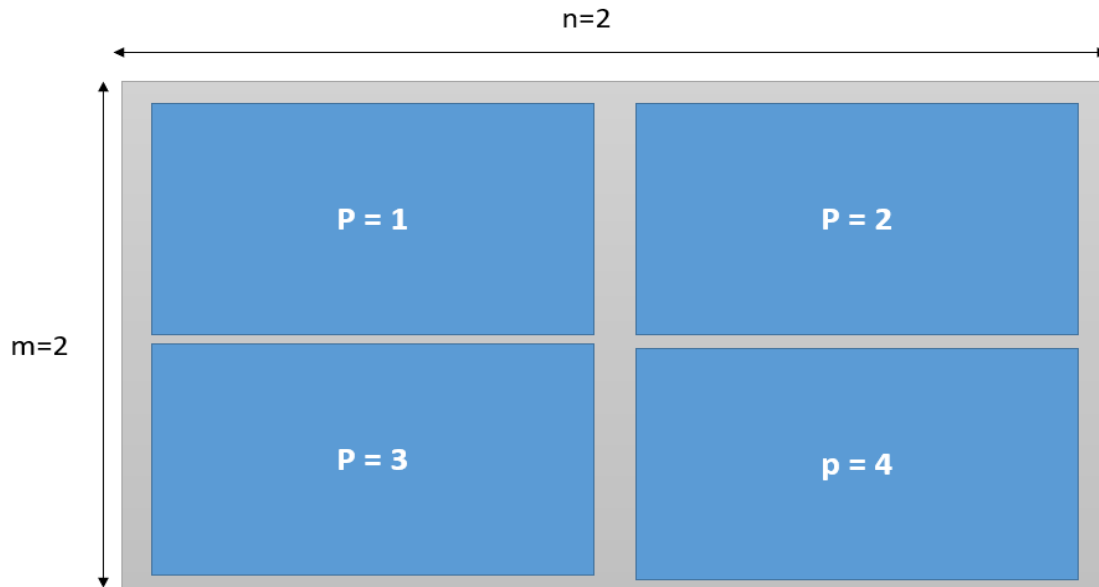 n=2
P = 1
P = 2
m=2
P = 3
p = 4